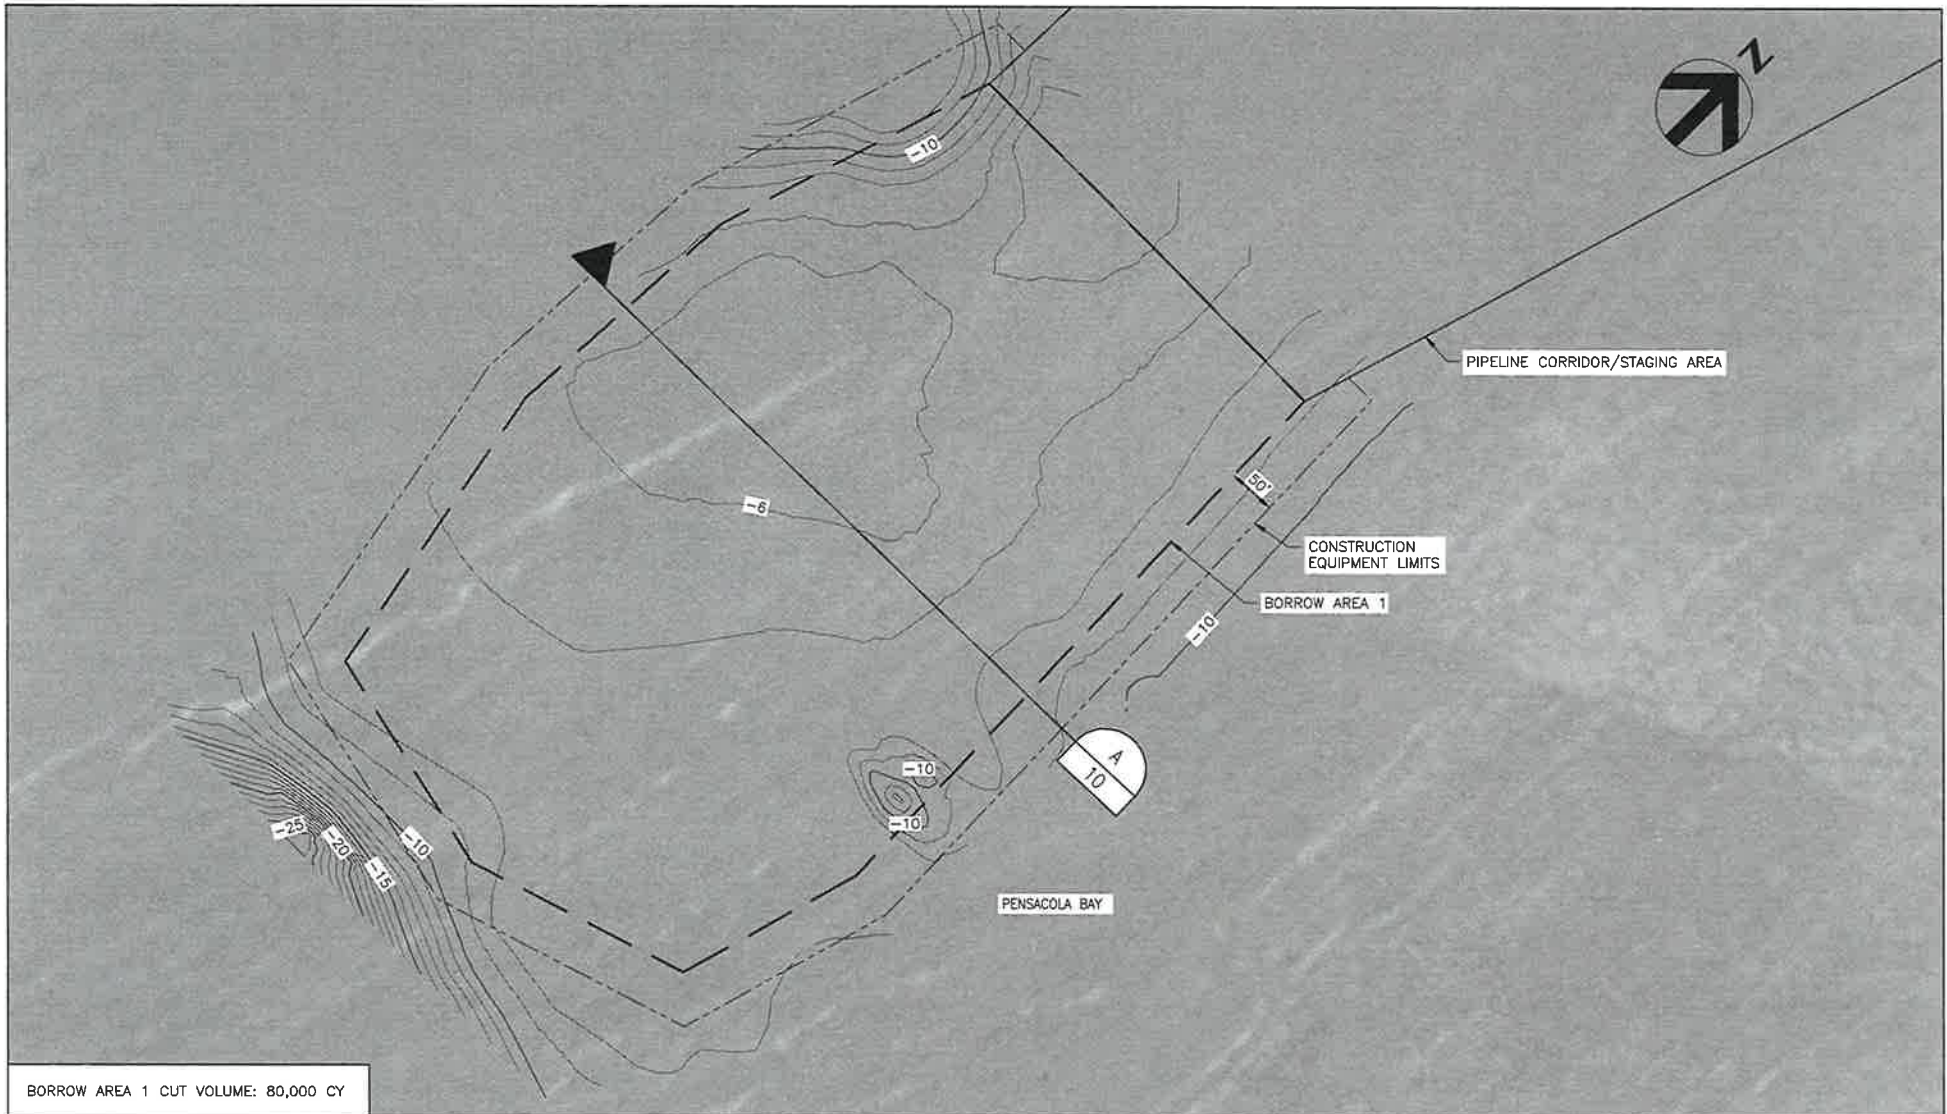 N
-10
PIPELINE CORRIDOR/STAGING AREA
50'
-6
CONSTRUCTION
EQUIPMENT LIMITS
BORROW AREA 1
-10
A
10
-10
-10
-25
-20
-15
-10
PENSACOLA BAY
BORROW AREA 1 CUT VOLUME: 80,000 CY